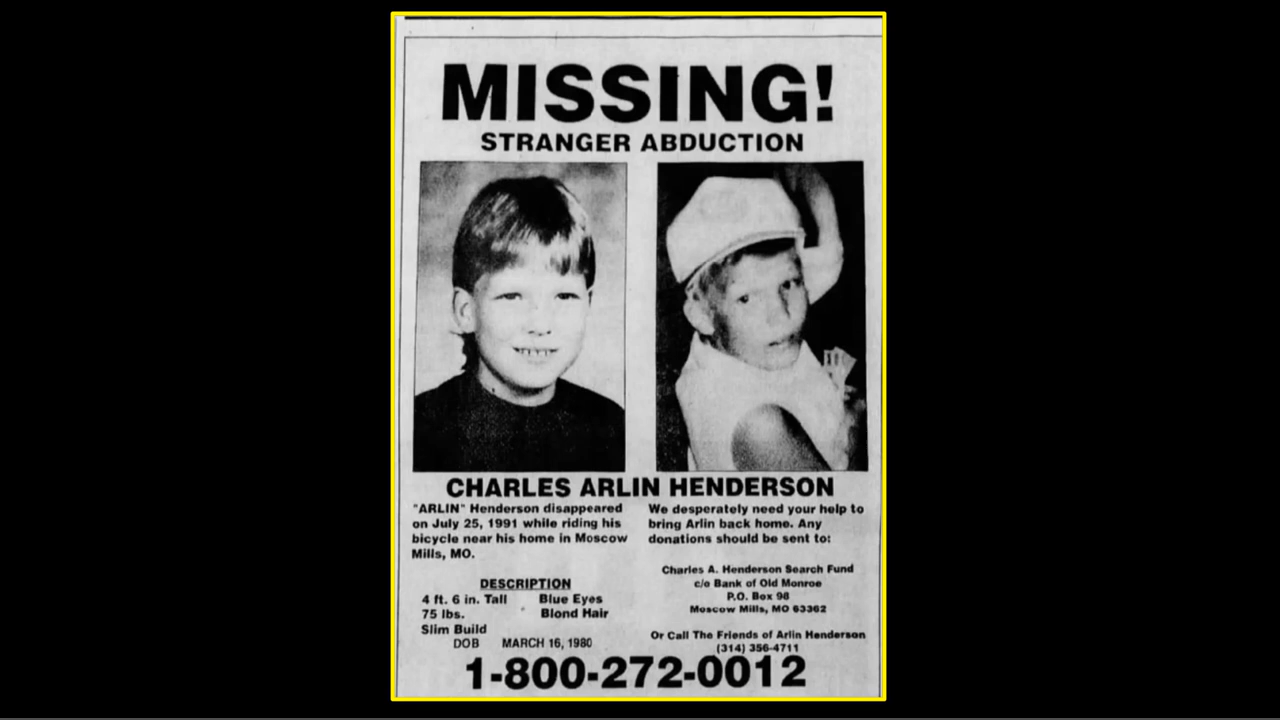 MISSING!
STRANGER ABDUCTION
CHARLES ARLIN HENDERSON
"ARLIN" Henderson disappeared
on July 25, 1991 while riding his
bicycle near his home in Moscow
Mills, MO.
DESCRIPTION
4 ft. 6 in. Tall Blue Eyes
75 lbs. Blond Hair
Slim Build
DOB MARCH 16, 1980
We desperately need your help to
bring Arlin back home. Any
donations should be sent to:
Charles A. Henderson Search Fund
c/o Bank of Old Monroe
P.O. Box 98
Moscow Mills, MO 63362
Or Call The Friends of Arlin Henderson
(314) 356-4711
1-800-272-0012